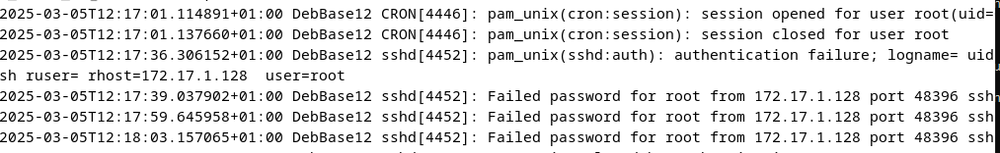 2025-03-05T12:17:01.114891+01:00 DebBase12 CRON[4446]: pam_unix(cron:session): session opened for user root(uid=
2025-03-05T12:17:01.137660+01:00 DebBase12 CRON[4446]: pam_unix(cron:session): session closed for user root
2025-03-05T12:17:36.306152+01:00 DebBase12 sshd[4452]: pam_unix(sshd:auth): authentication failure; logname= uid
sh ruser= rhost=172.17.1.128  user=root
2025-03-05T12:17:39.037902+01:00 DebBase12 sshd[4452]: Failed password for root from 172.17.1.128 port 48396 ssh
2025-03-05T12:17:59.645958+01:00 DebBase12 sshd[4452]: Failed password for root from 172.17.1.128 port 48396 ssh
2025-03-05T12:18:03.157065+01:00 DebBase12 sshd[4452]: Failed password for root from 172.17.1.128 port 48396 ssh